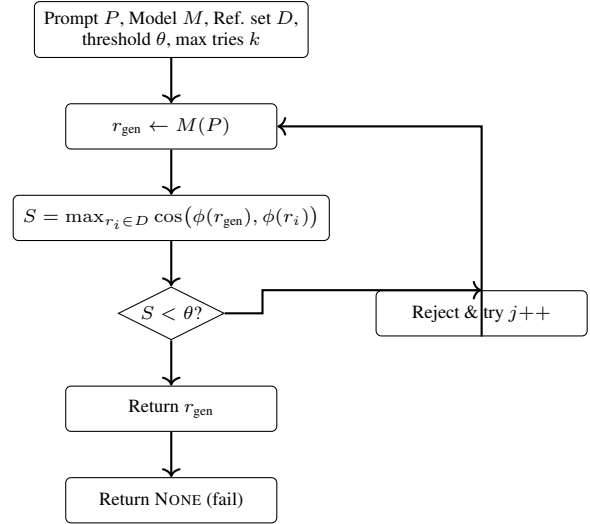 Prompt P, Model M, Ref. set D,
threshold θ, max tries k
r_gen ← M(P)
S = max_{r_i∈D} cos(ϕ(r_gen), ϕ(r_i))
S < θ?
Reject & try j++
Return r_gen
Return NONE (fail)